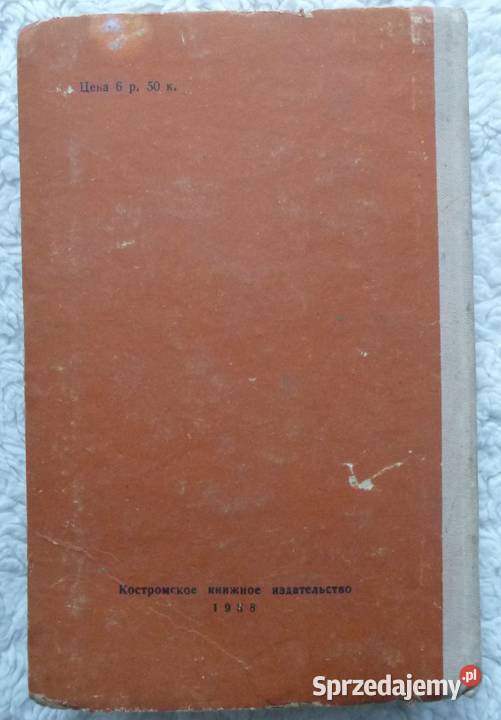 Цена 6 р. 50 к.
Костромское книжное издательство
1958
Sprzedajemy.pl